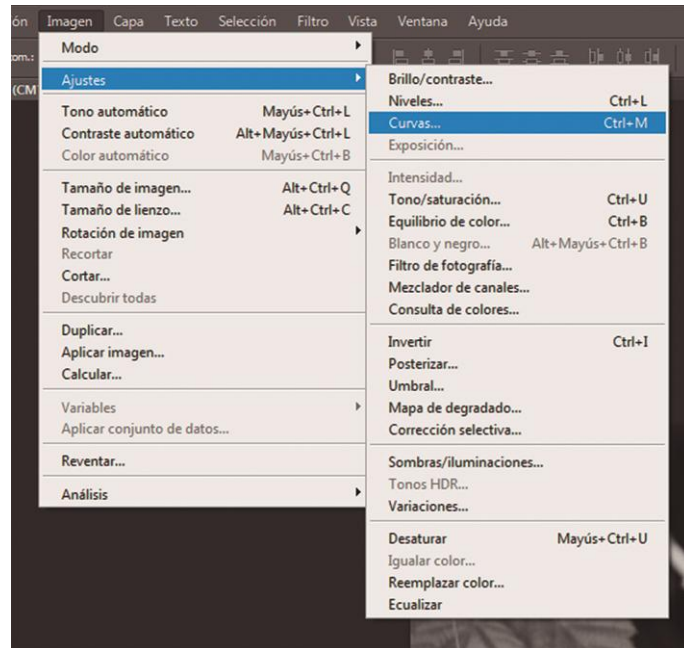 ón Imagen Capa Texto Selección Filtro Vista Ventana Ayuda
om.:
(CM
Modo
Ajustes
Tono automático Mayús+Ctrl+L
Contraste automático Alt+Mayús+Ctrl+L
Color automático Mayús+Ctrl+B
Tamaño de imagen... Alt+Ctrl+Q
Tamaño de lienzo... Alt+Ctrl+C
Rotación de imagen
Recortar
Cortar...
Descubrir todas
Duplicar...
Aplicar imagen...
Calcular...
Variables
Aplicar conjunto de datos...
Reventar...
Análisis
Brillo/contraste...
Niveles... Ctrl+L
Curvas... Ctrl+M
Exposición...
Intensidad...
Tono/saturación... Ctrl+U
Equilibrio de color... Ctrl+B
Blanco y negro... Alt+Mayús+Ctrl+B
Filtro de fotografía...
Mezclador de canales...
Consulta de colores...
Invertir Ctrl+I
Posterizar...
Umbral...
Mapa de degradado...
Corrección selectiva...
Sombras/iluminaciones...
Tonos HDR...
Variaciones...
Desaturar Mayús+Ctrl+U
Igualar color...
Reemplazar color...
Ecualizar